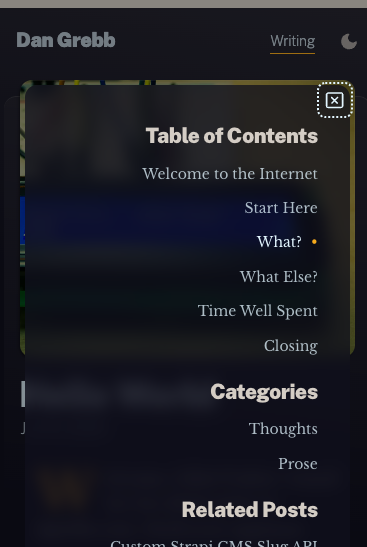 Dan Grebb
Writing
Table of Contents
Welcome to the Internet
Start Here
What?
What Else?
Time Well Spent
Closing
Categories
Thoughts
Prose
Related Posts
Custom Strapi CMS Slug API